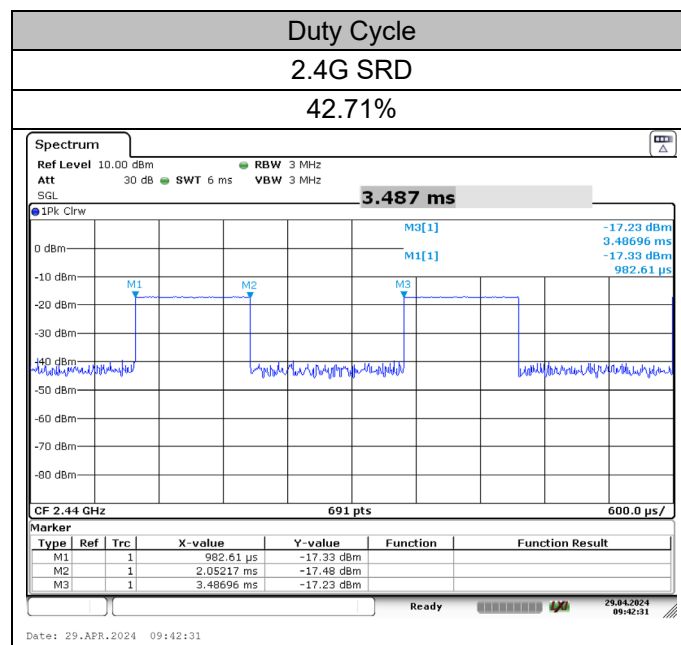 Duty Cycle
2.4G SRD
42.71%
Spectrum
Ref Level 10.00 dBm RBW 3 MHz
Att 30 dB SWT 6 ms VBW 3 MHz
SGL
3.487 ms
1Pk Clrw
M3[1] -17.23 dBm
3.48696 ms
0 dBm
M1[1] -17.33 dBm
982.61 µs
-10 dBm
M1 M2 M3
-20 dBm
-30 dBm
-40 dBm
-50 dBm
-60 dBm
-70 dBm
-80 dBm
CF 2.44 GHz 691 pts 600.0 µs/
Marker
Type Ref Trc X-value Y-value Function Function Result
M1 1 982.61 µs -17.33 dBm
M2 1 2.05217 ms -17.48 dBm
M3 1 3.48696 ms -17.23 dBm
Ready LXI 29.04.2024
09:42:31
Date: 29.APR.2024 09:42:31